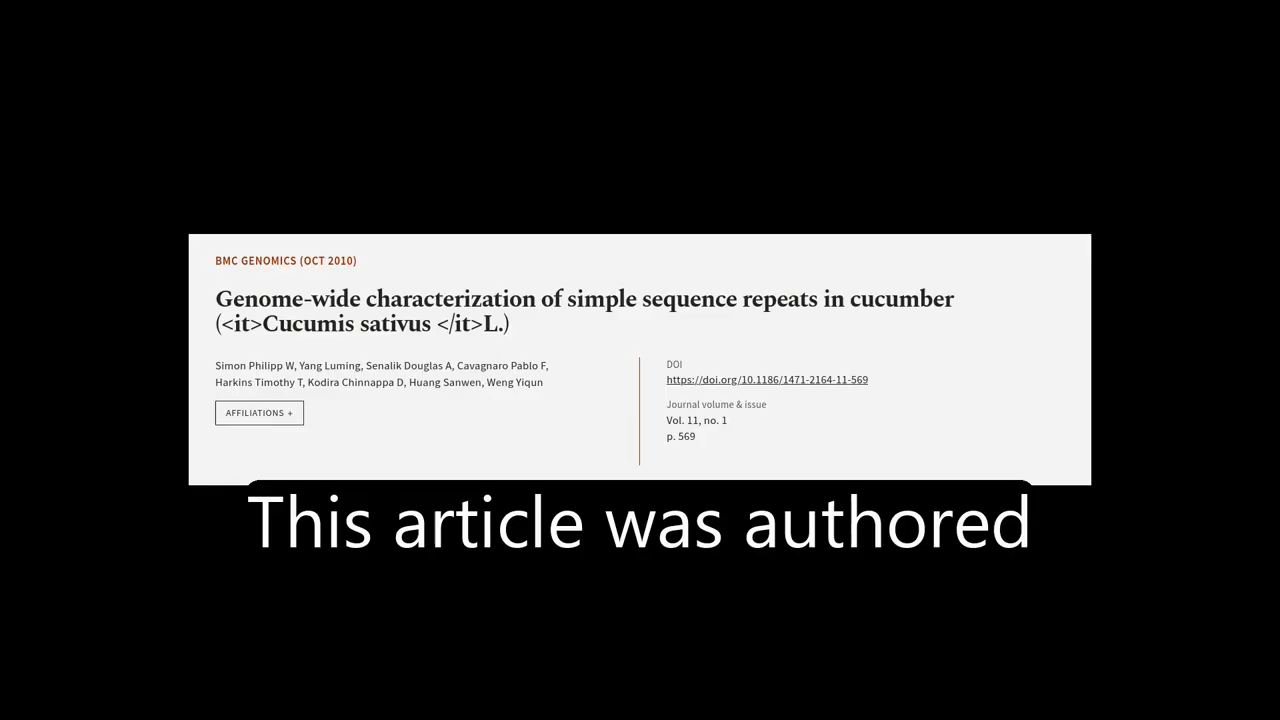 BMC GENOMICS (OCT 2010)
Genome-wide characterization of simple sequence repeats in cucumber
(<it>Cucumis sativus </it>L.)
Simon Philipp W, Yang Luming, Senalik Douglas A, Cavagnaro Pablo F,
Harkins Timothy T, Kodira Chinnappa D, Huang Sanwen, Weng Yiqun
AFFILIATIONS +
DOI
https://doi.org/10.1186/1471-2164-11-569
Journal volume & issue
Vol. 11, no. 1
p. 569
This article was authored